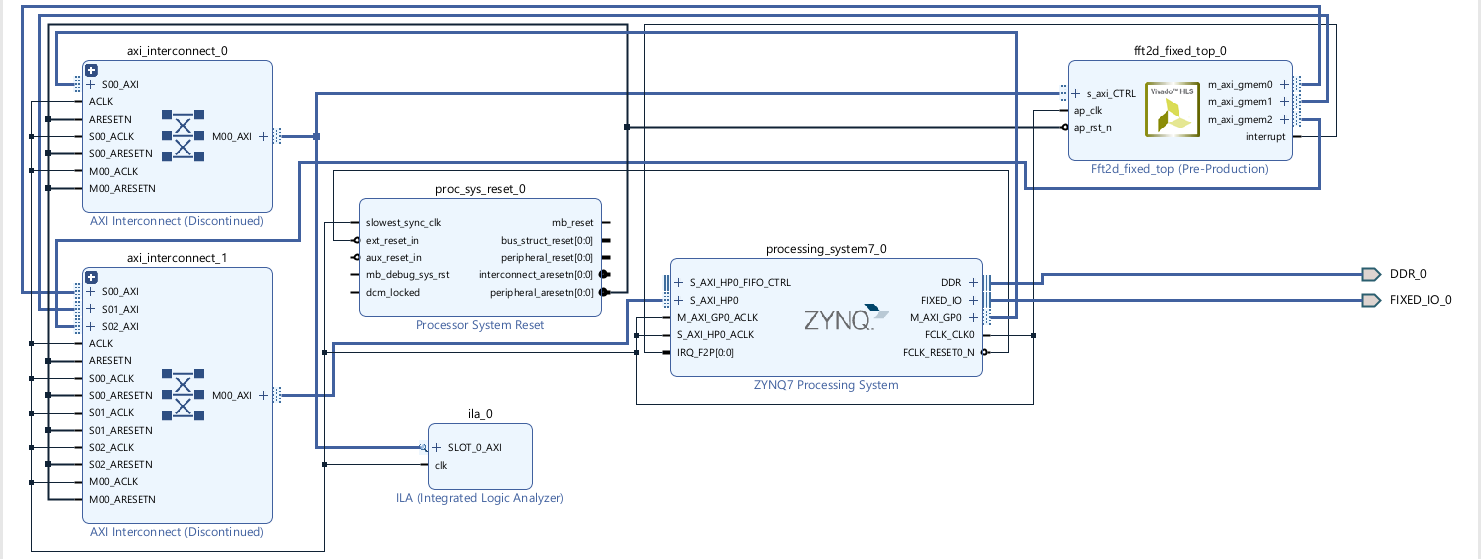 axi_interconnect_0
S00_AXI
ACLK
ARESETN
S00_ACLK
M00_AXI
S00_ARESETN
M00_ACLK
M00_ARESETN
AXI Interconnect (Discontinued)
axi_interconnect_1
S00_AXI
S01_AXI
S02_AXI
ACLK
ARESETN
S00_ACLK
S00_ARESETN
M00_AXI
S01_ACLK
S01_ARESETN
S02_ACLK
S02_ARESETN
M00_ACLK
M00_ARESETN
AXI Interconnect (Discontinued)
proc_sys_reset_0
slowest_sync_clk
mb_reset
ext_reset_in
bus_struct_reset[0:0]
aux_reset_in
peripheral_reset[0:0]
mb_debug_sys_rst
interconnect_aresetn[0:0]
dcm_locked
peripheral_aresetn[0:0]
Processor System Reset
ila_0
SLOT_0_AXI
clk
ILA (Integrated Logic Analyzer)
processing_system7_0
S_AXI_HP0_FIFO_CTRL
DDR
S_AXI_HP0
FIXED_IO
M_AXI_GP0_ACLK
ZYNQ
M_AXI_GP0
S_AXI_HP0_ACLK
FCLK_CLK0
IRQ_F2P[0:0]
FCLK_RESET0_N
ZYNQ7 Processing System
fft2d_fixed_top_0
m_axi_gmem0
s_axi_CTRL
Vivado™ HLS
m_axi_gmem1
ap_clk
m_axi_gmem2
ap_rst_n
interrupt
Fft2d_fixed_top (Pre-Production)
DDR_0
FIXED_IO_0